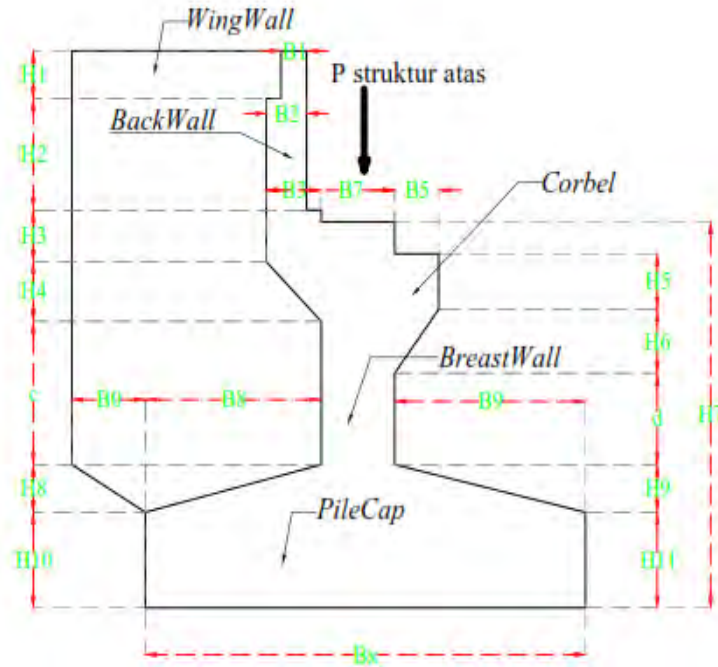 WingWall
B1
H1
P struktur atas
B2
BackWall
H2
Corbel
B3 B7 B5
H3
H5
H4
H6
BreastWall
c
B0 B8 B9
d
H8
H9
PileCap
H10
H11
Bx